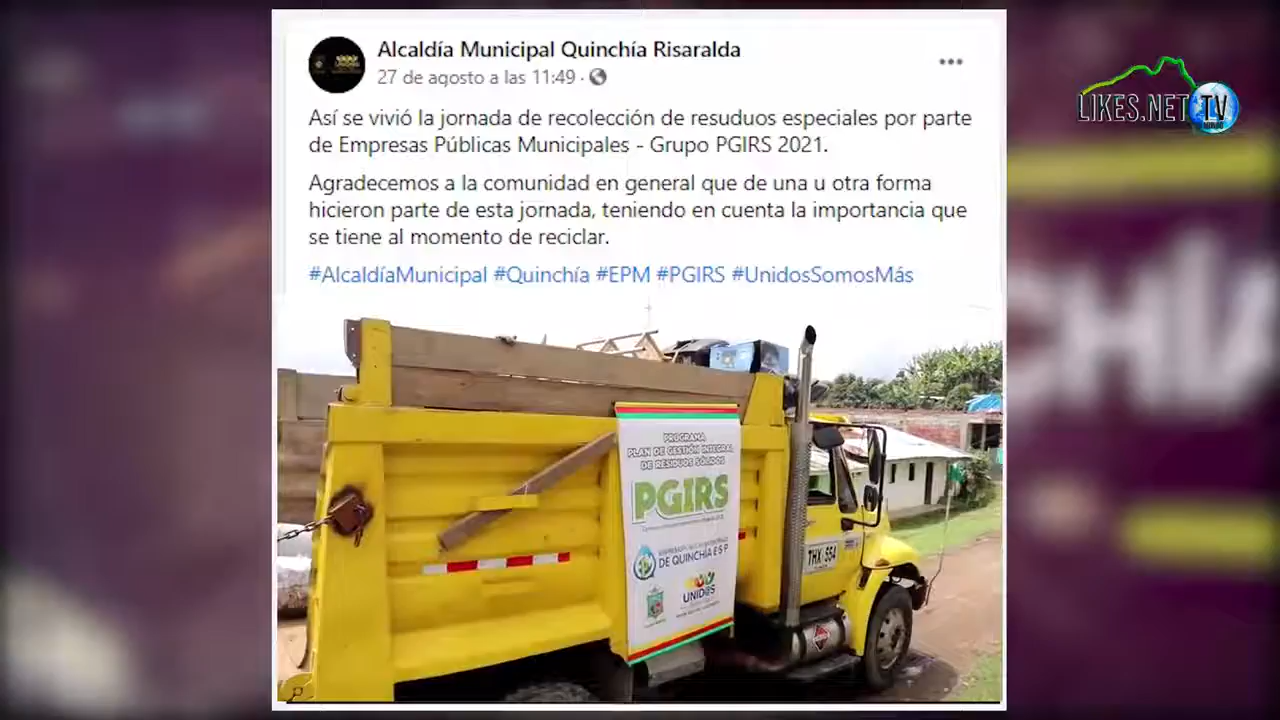 Alcaldía Municipal Quinchía Risaralda
27 de agosto a las 11:49 ·
LIKES.NET TV
Así se vivió la jornada de recolección de resuduos especiales por parte
de Empresas Públicas Municipales - Grupo PGIRS 2021.
Agradecemos a la comunidad en general que de una u otra forma
hicieron parte de esta jornada, teniendo en cuenta la importancia que
se tiene al momento de reciclar.
#AlcaldíaMunicipal #Quinchía #EPM #PGIRS #UnidosSomosMás
PROGRAMA
PLAN DE GESTIÓN INTEGRAL
DE RESIDUOS SÓLIDOS
PGIRS
DE QUINCHÍA E S P
UNIDOS
THX 554